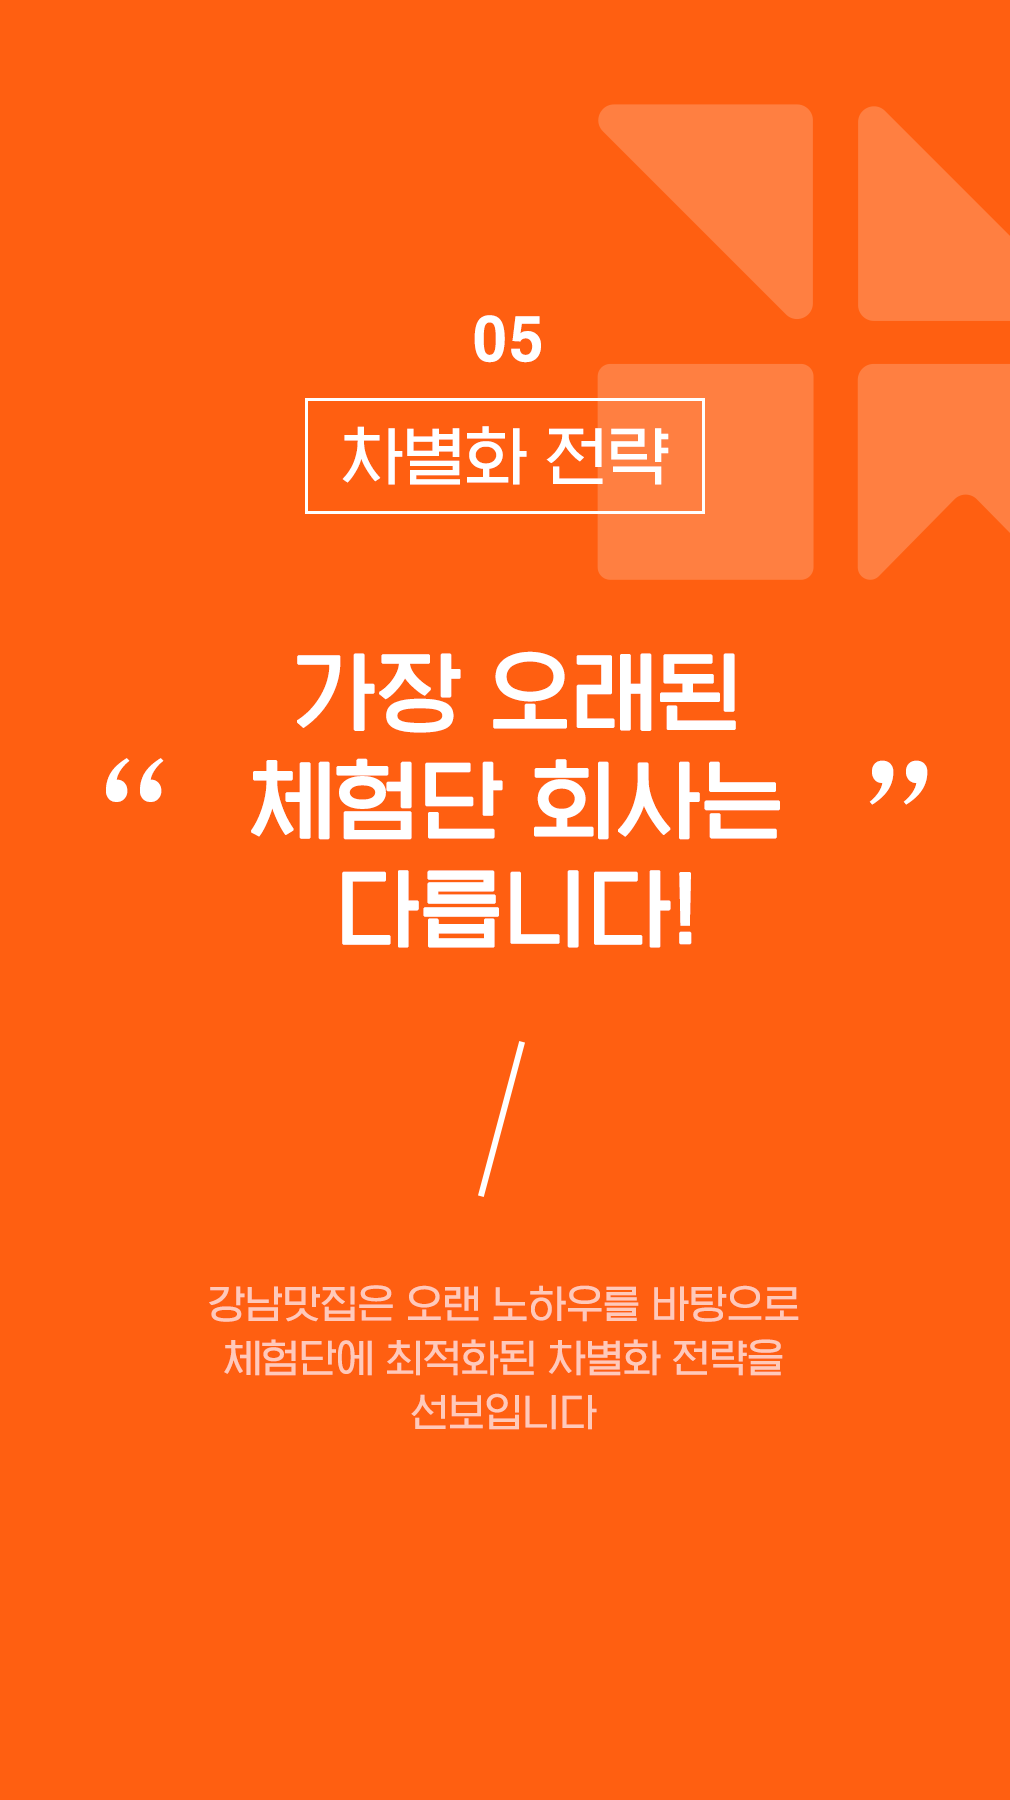 05
차별화 전략
“ 가장 오래된
체험단 회사는
다릅니다! ”
강남맛집은 오랜 노하우를 바탕으로
체험단에 최적화된 차별화 전략을
선보입니다